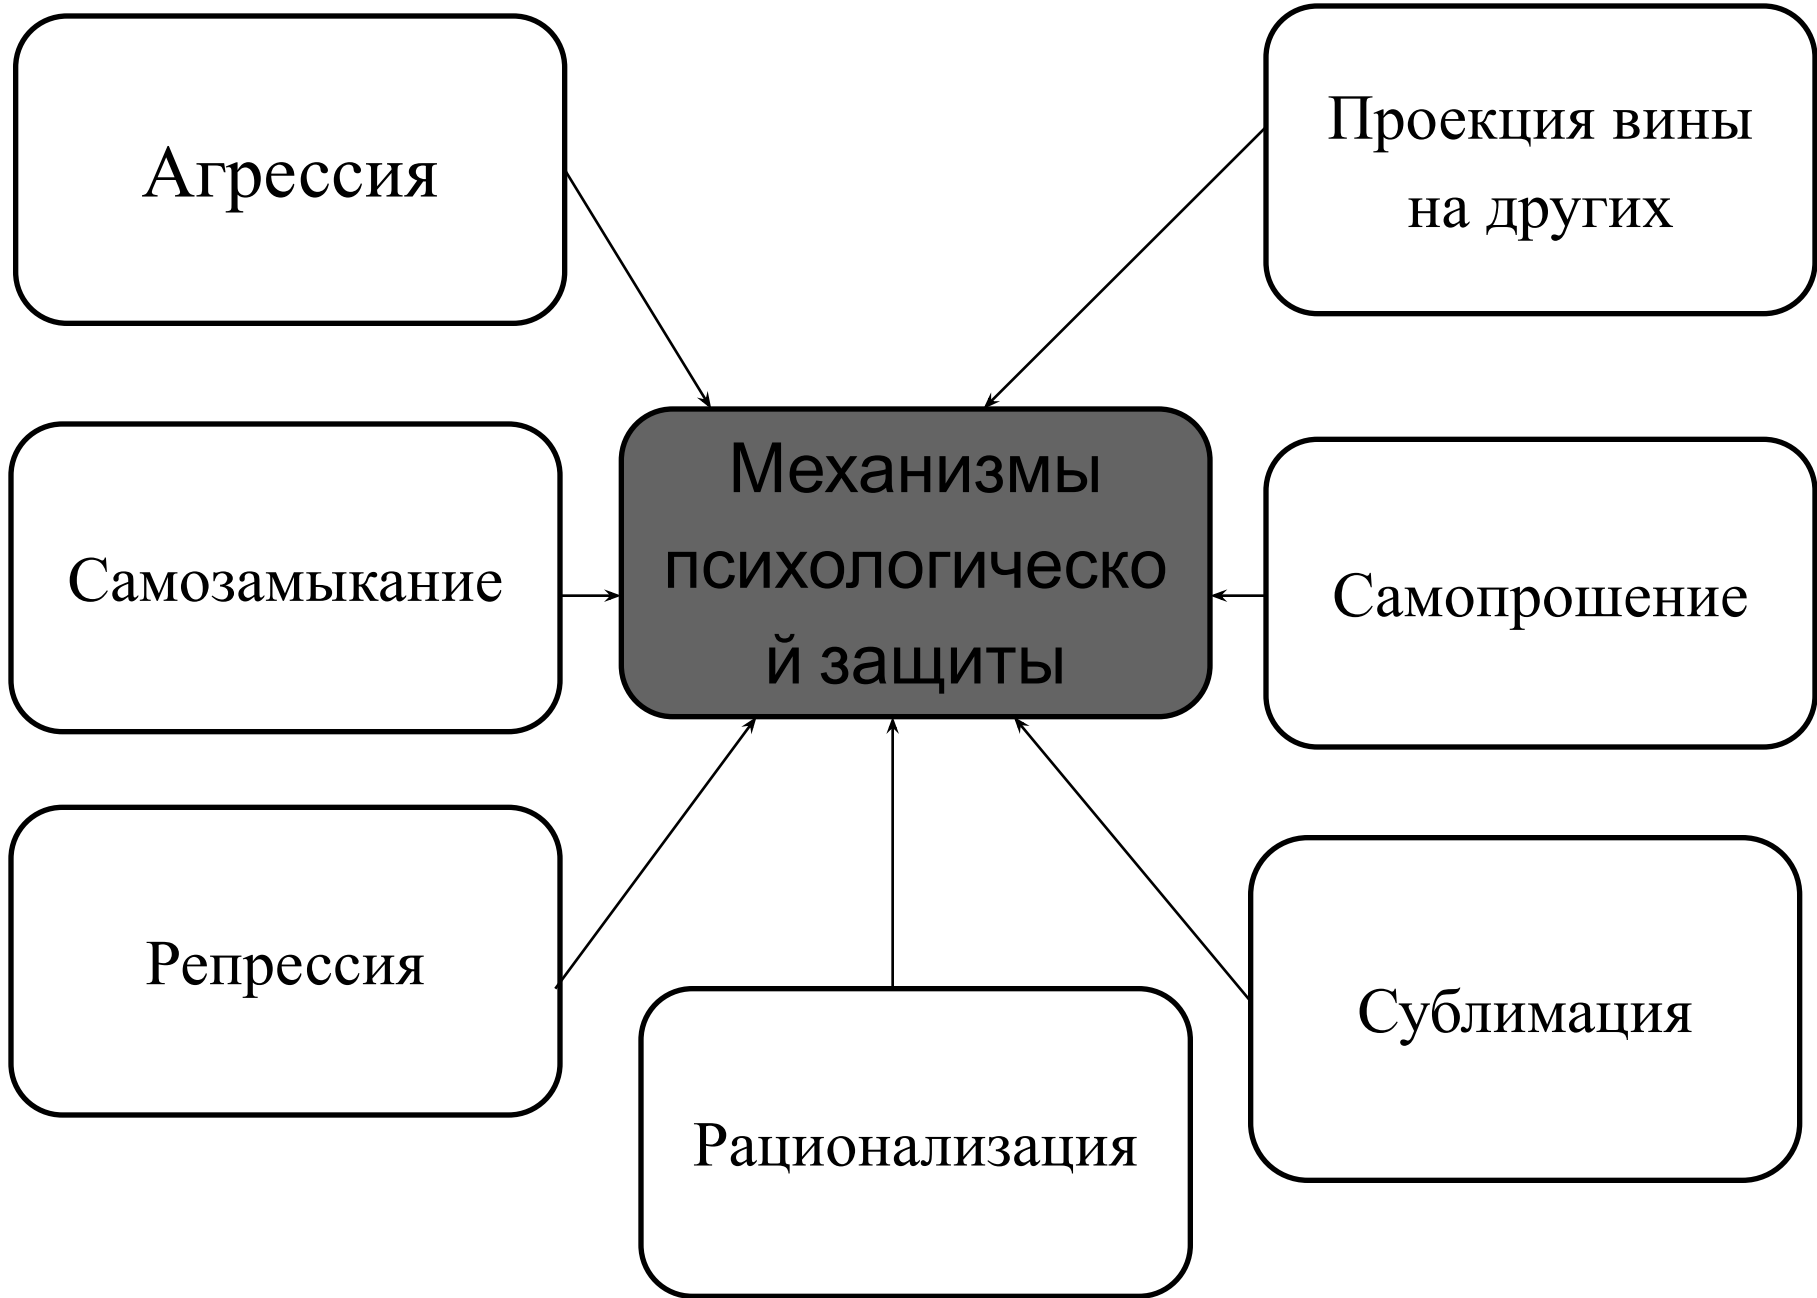 Агрессия
Проекция вины
на других
Механизмы
психологическо
й защиты
Самозамыкание
Самопрошение
Репрессия
Рационализация
Сублимация